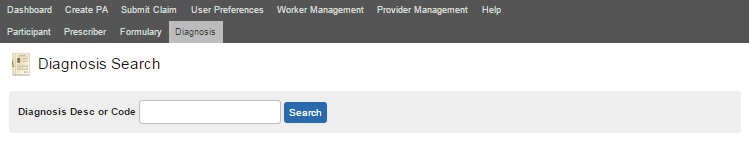 Dashboard Create PA Submit Claim User Preferences Worker Management Provider Management Help
Participant Prescriber Formulary Diagnosis
Diagnosis Search
Diagnosis Desc or Code Search